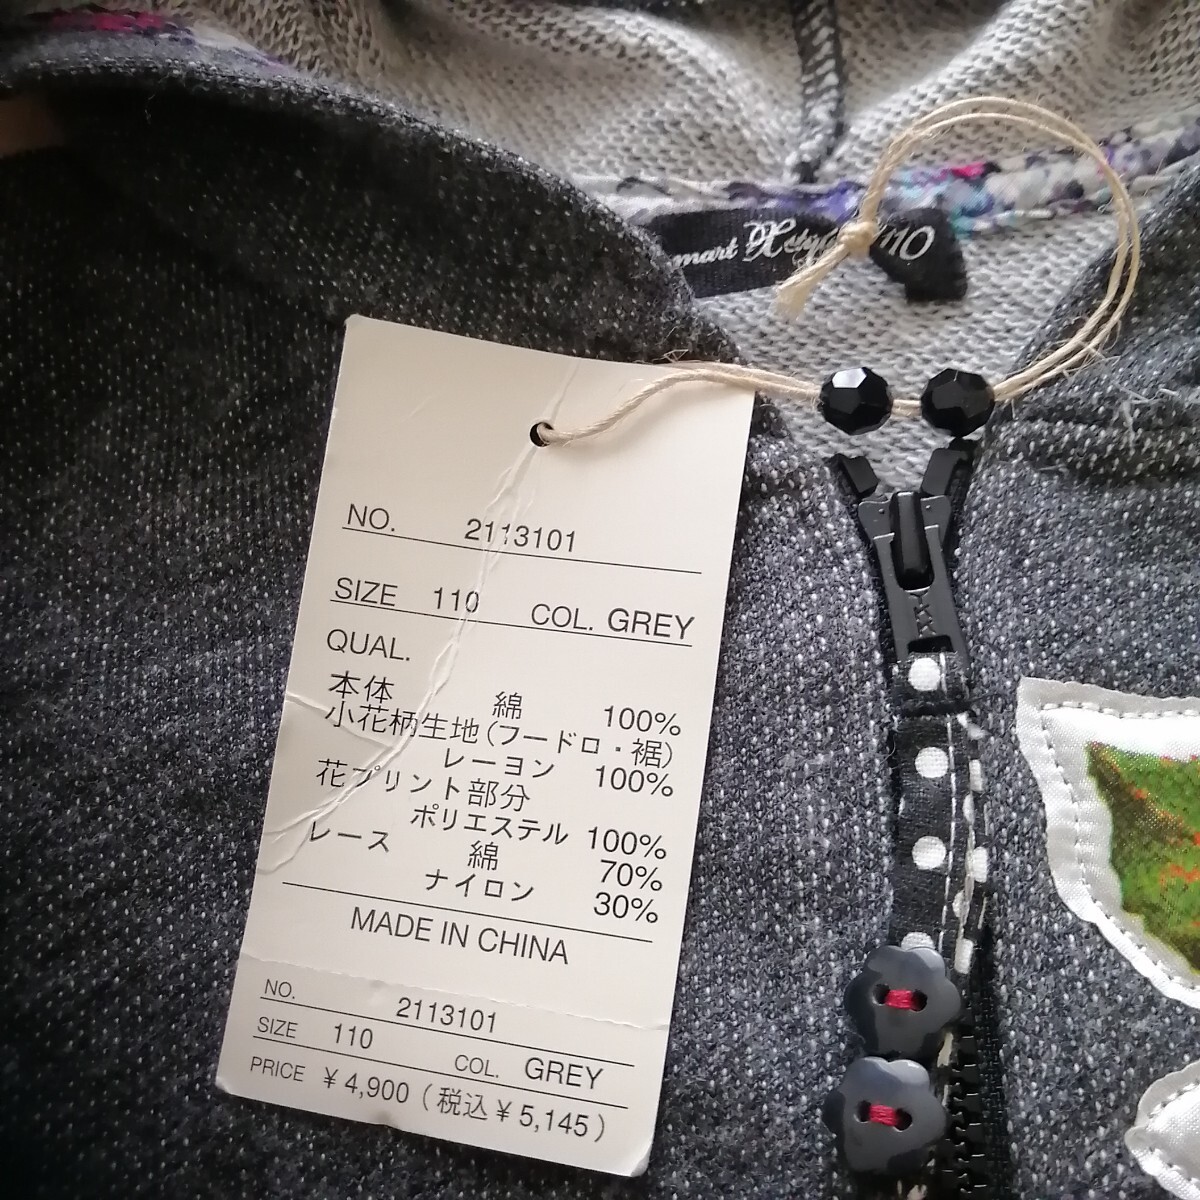 mart
110
NO. 2113101
SIZE 110 COL. GREY
QUAL.
本体 綿 100%
小花柄生地(フードロ・裾)
レーヨン 100%
花プリント部分
ポリエステル 100%
レース 綿 70%
ナイロン 30%
MADE IN CHINA
NO. 2113101
SIZE 110 COL. GREY
PRICE ¥4,900(税込¥5,145)